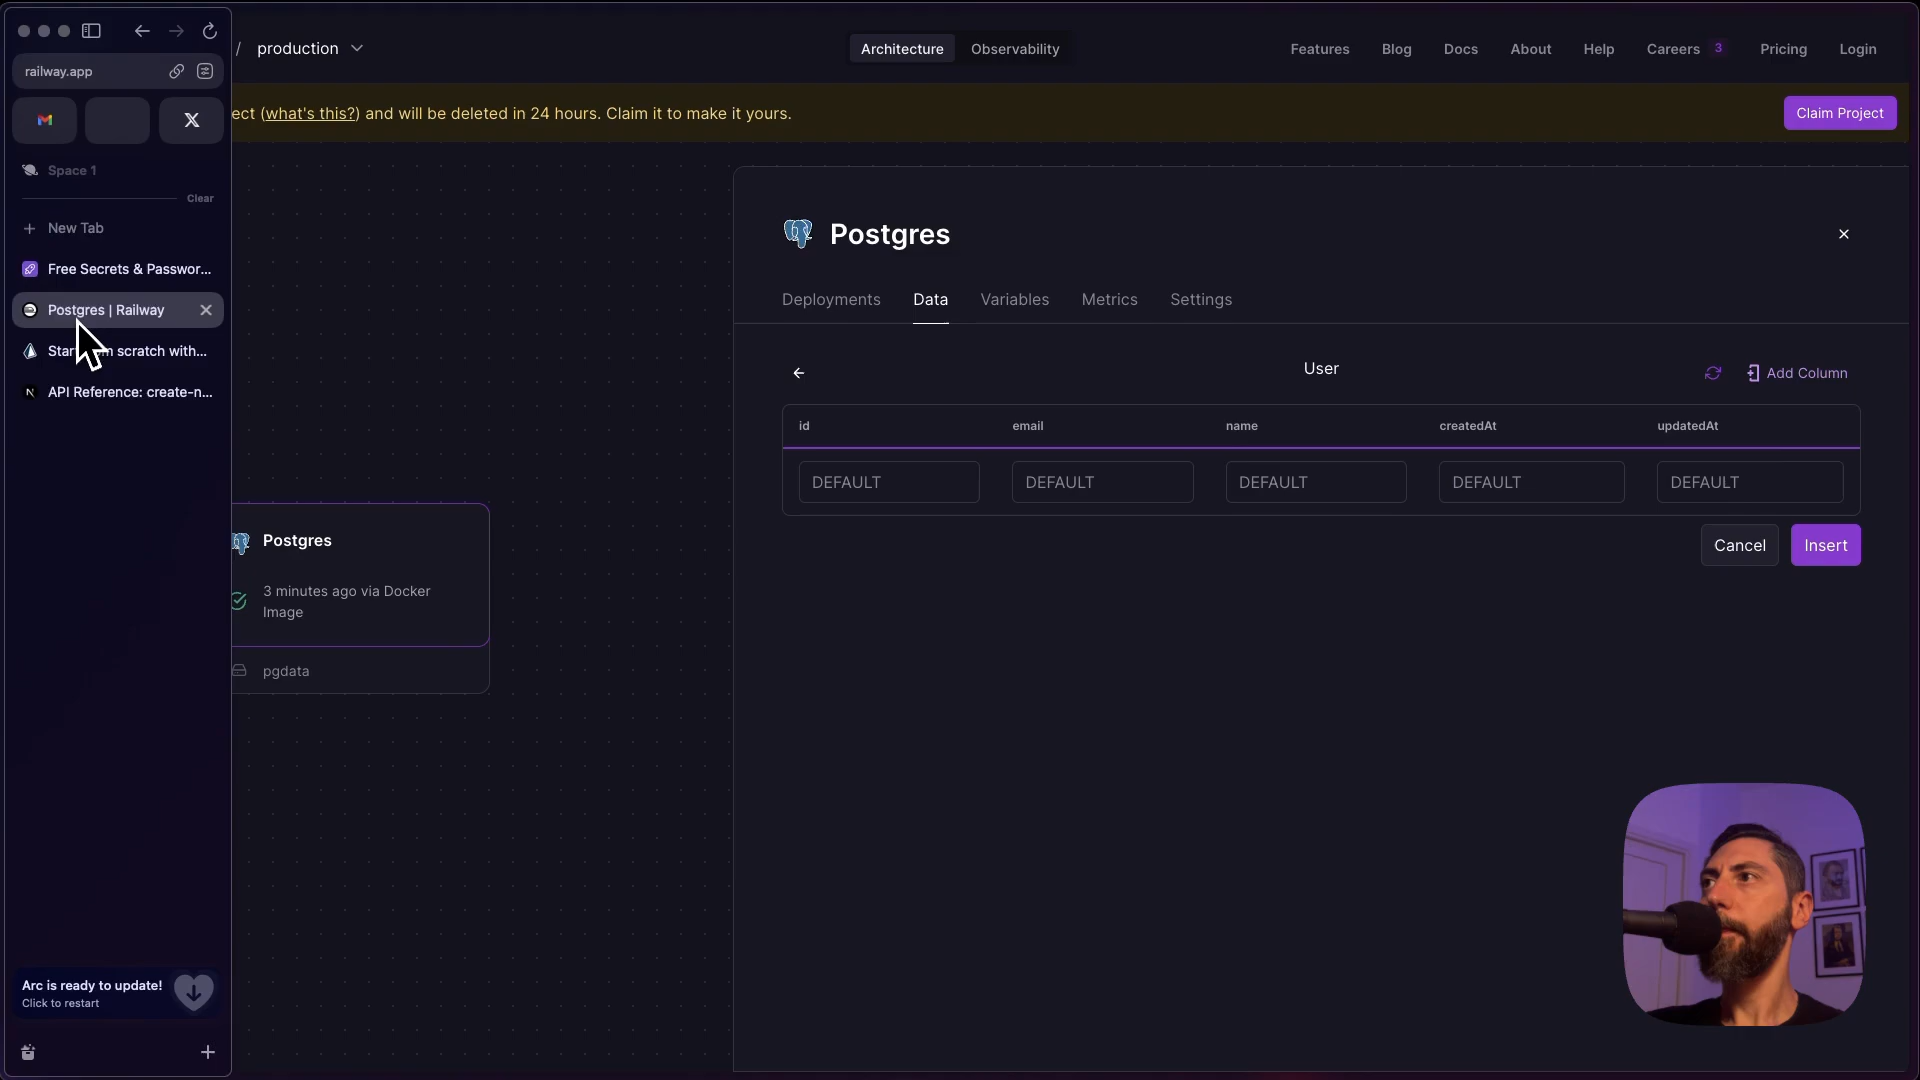 railway.app
Space 1
Clear
New Tab
Free Secrets & Passwor...
Postgres | Railway
scratch with...
API Reference: create-n...
Arc is ready to update!
Click to restart
/ production
Architecture
Observability
Features
Blog
Docs
About
Help
Careers 3
Pricing
Login
ect (what's this?) and will be deleted in 24 hours. Claim it to make it yours.
Claim Project
Postgres
3 minutes ago via Docker
Image
pgdata
Postgres
Deployments
Data
Variables
Metrics
Settings
User
Add Column
id
email
name
createdAt
updatedAt
DEFAULT
DEFAULT
DEFAULT
DEFAULT
DEFAULT
Cancel
Insert